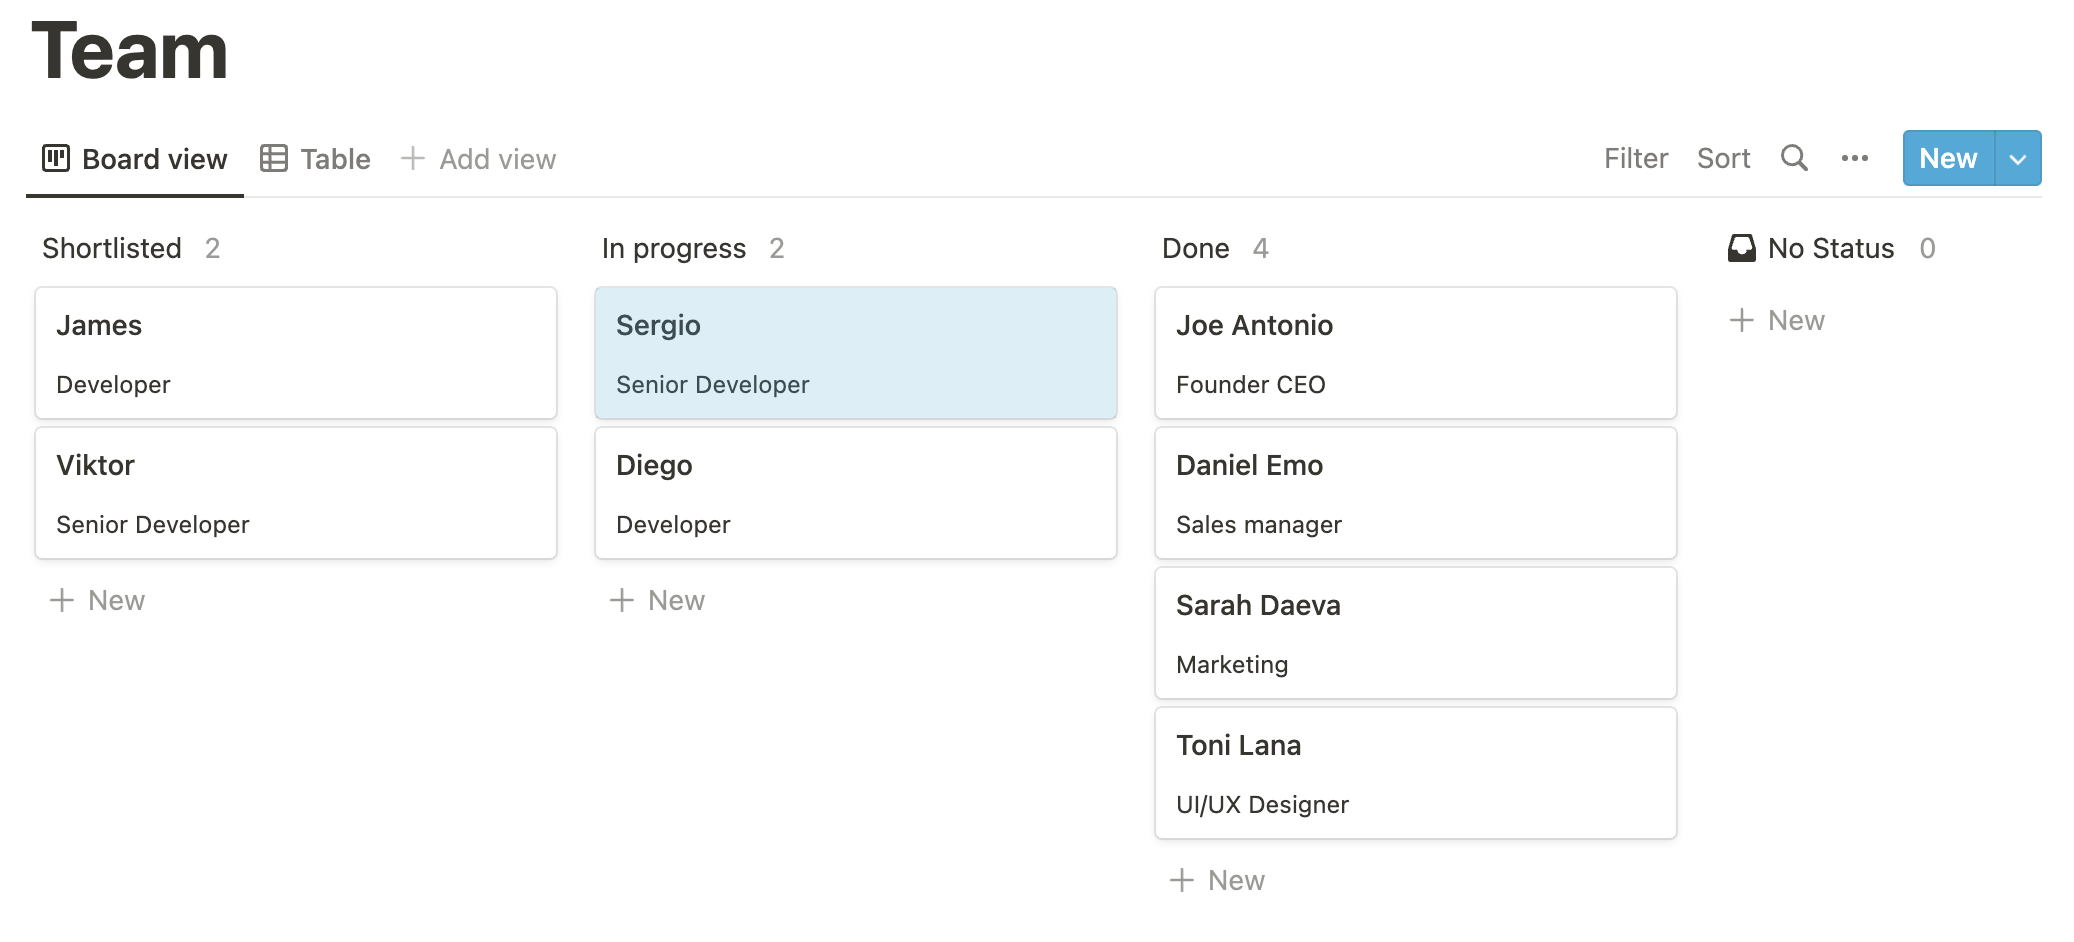 Team
Board view Table + Add view Filter Sort ••• New
Shortlisted 2
James
Developer
Viktor
Senior Developer
+ New
In progress 2
Sergio
Senior Developer
Diego
Developer
+ New
Done 4
Joe Antonio
Founder CEO
Daniel Emo
Sales manager
Sarah Daeva
Marketing
Toni Lana
UI/UX Designer
+ New
No Status 0
+ New